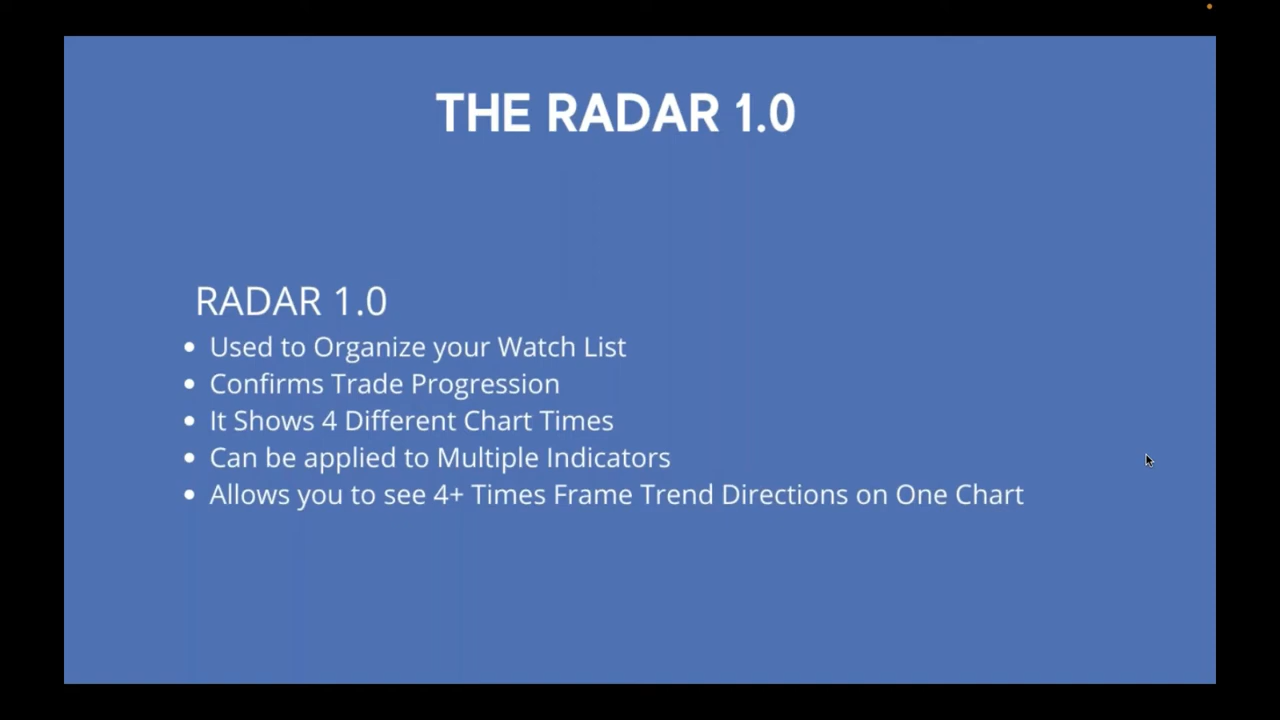 THE RADAR 1.0
RADAR 1.0
• Used to Organize your Watch List
• Confirms Trade Progression
• It Shows 4 Different Chart Times
• Can be applied to Multiple Indicators
• Allows you to see 4+ Times Frame Trend Directions on One Chart